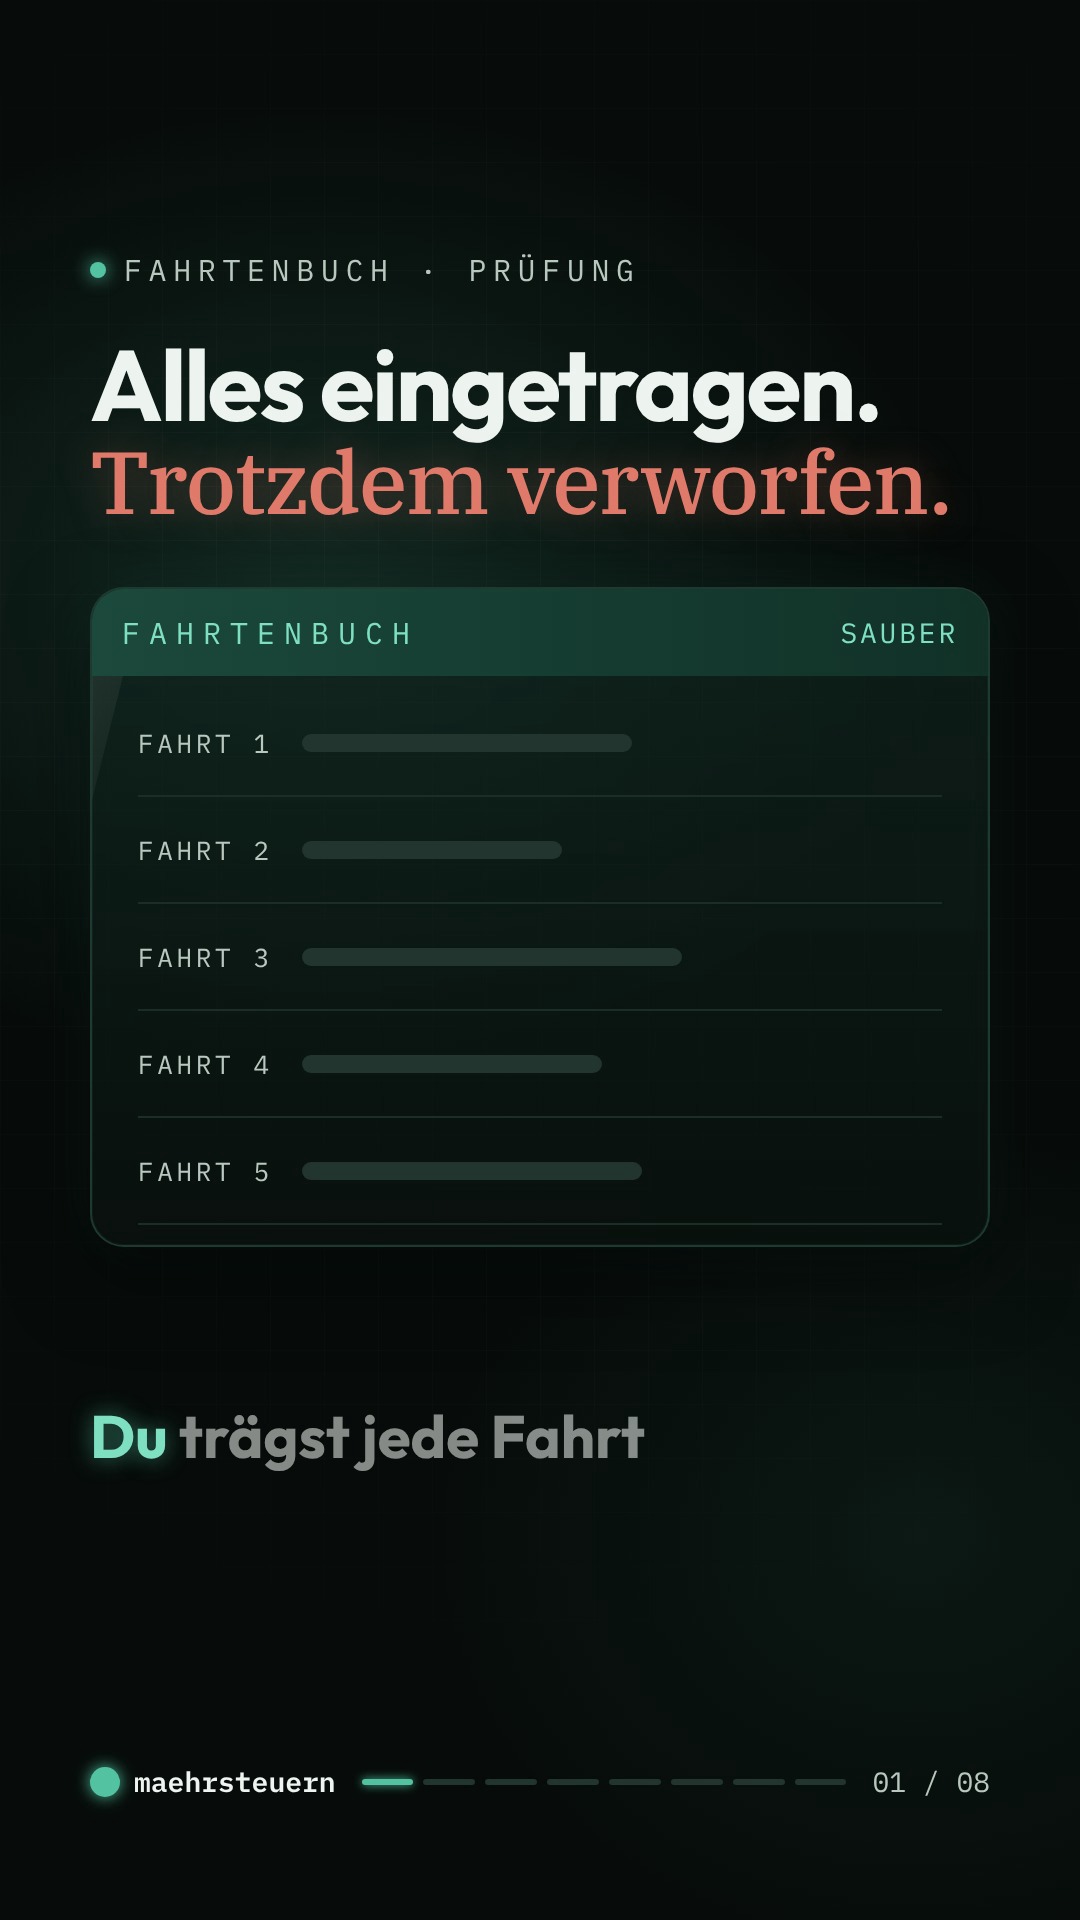 FAHRTENBUCH · PRÜFUNG
Alles eingetragen.
Trotzdem verworfen.
FAHRTENBUCH SAUBER
FAHRT 1
FAHRT 2
FAHRT 3
FAHRT 4
FAHRT 5
Du trägst jede Fahrt
maehrsteuern 01 / 08